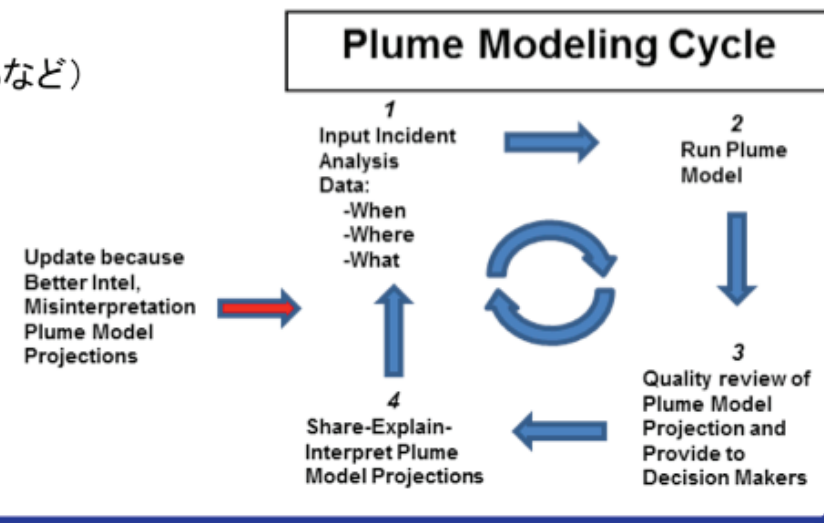 など）
Plume Modeling Cycle
1
Input Incident
Analysis
Data:
-When
-Where
-What
2
Run Plume
Model
Update because
Better Intel,
Misinterpretation
Plume Model
Projections
3
Quality review of
Plume Model
Projection and
Provide to
Decision Makers
4
Share-Explain-
Interpret Plume
Model Projections